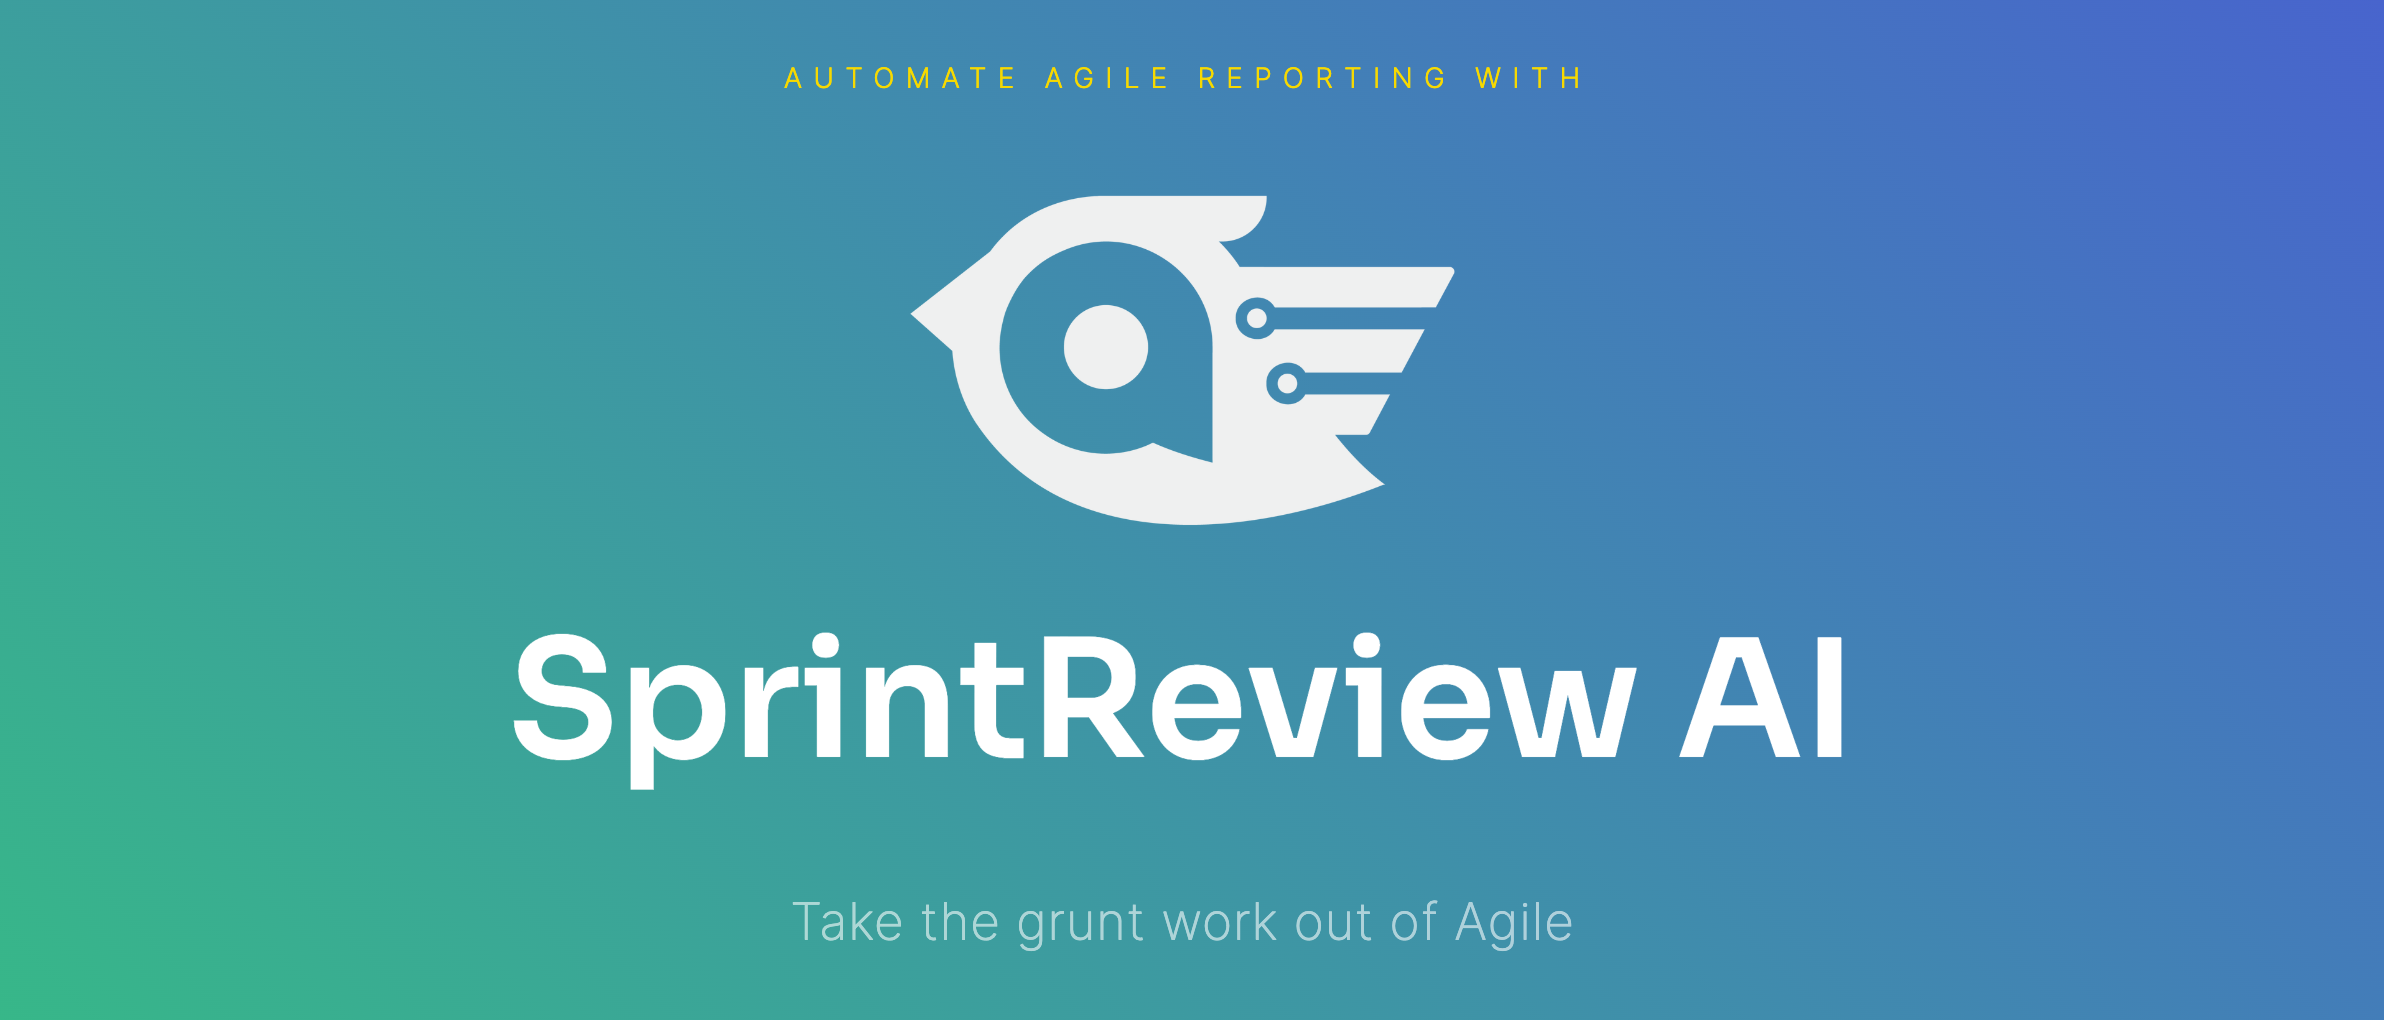 AUTOMATE AGILE REPORTING WITH
SprintReview AI
Take the grunt work out of Agile